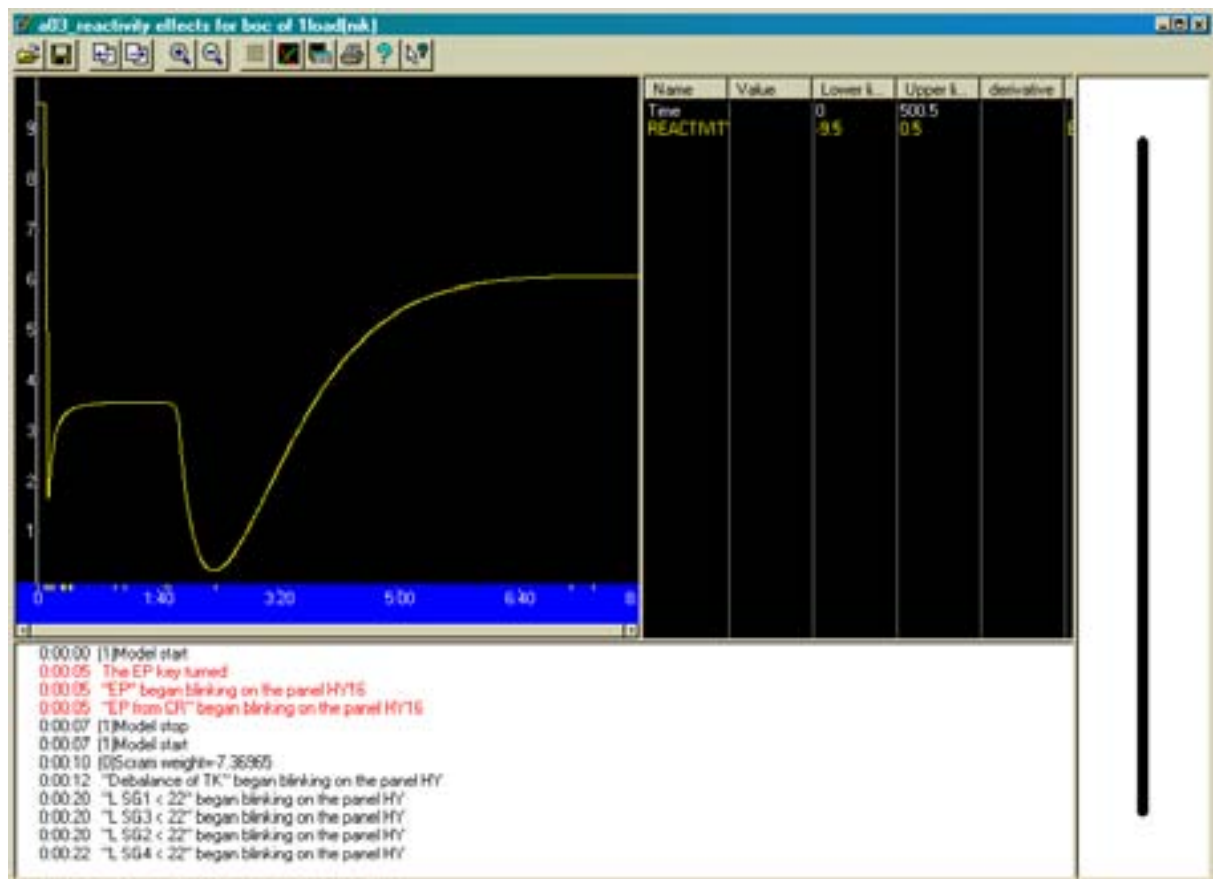 a03_reactivity effects for boc of 1load(nk)
Name Value Lower li... Upper li... derivative
Time 0 500.5
REACTIVIT -9.5 0.5
9
8
7
6
5
4
3
2
1
0 1:40 3:20 5:00 6:40 8
0:00:00 [1]Model start
0:00:05 The EP key turned
0:00:05 "EP" began blinking on the panel HY16
0:00:05 "EP from CR" began blinking on the panel HY16
0:00:07 [1]Model stop
0:00:07 [1]Model start
0:00:10 [0]Scram weight=-7.36965
0:00:12 "Debalance of TK" began blinking on the panel HY
0:00:20 "L SG1 < 22" began blinking on the panel HY
0:00:20 "L SG3 < 22" began blinking on the panel HY
0:00:20 "L SG2 < 22" began blinking on the panel HY
0:00:22 "L SG4 < 22" began blinking on the panel HY